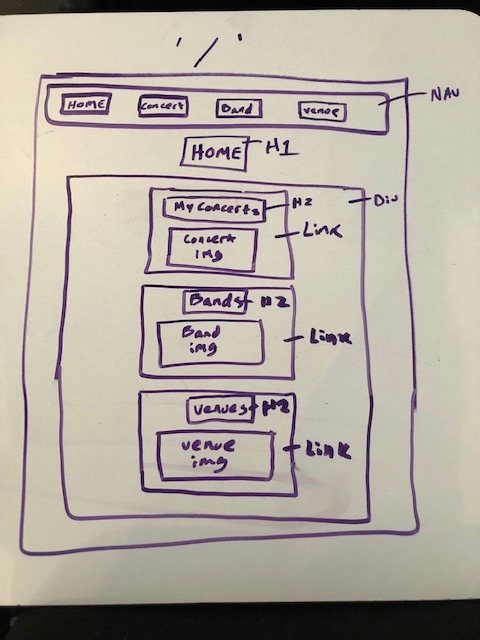 '/'
HOME Concert Band venue NAV
HOME H1
My Concerts H2 Div
Concert Link
img
Bands H2
Band Link
img
venues H2
venue Link
img